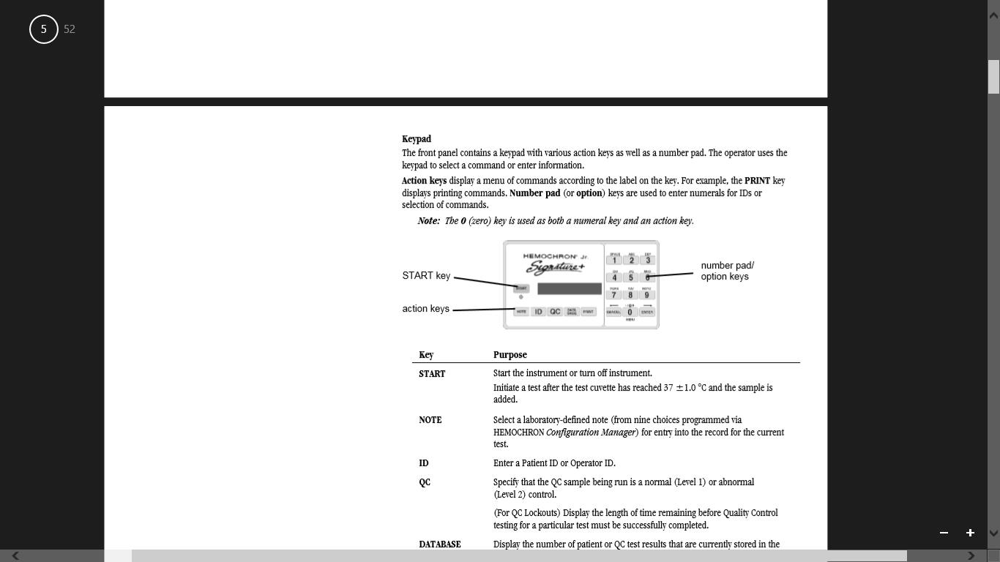 5 52
Keypad
The front panel contains a keypad with various action keys as well as a number pad. The operator uses the
keypad to select a command or enter information.
Action keys display a menu of commands according to the label on the key. For example, the PRINT key
displays printing commands. Number pad (or option) keys are used to enter numerals for IDs or
selection of commands.
Note: The 0 (zero) key is used as both a numeral key and an action key.
HEMOCHRON® Jr.
Signature+
START key
action keys
number pad/
option keys
START
NOTE ID QC PRINT
SPACE ABC DEF
1 2 3
4 5 6
7 8 9
CANCEL 0 ENTER
MENU
Key Purpose
START Start the instrument or turn off instrument.
Initiate a test after the test cuvette has reached 37 ±1.0 °C and the sample is
added.
NOTE Select a laboratory-defined note (from nine choices programmed via
HEMOCHRON Configuration Manager) for entry into the record for the current
test.
ID Enter a Patient ID or Operator ID.
QC Specify that the QC sample being run is a normal (Level 1) or abnormal
(Level 2) control.
(For QC Lockouts) Display the length of time remaining before Quality Control
testing for a particular test must be successfully completed.
DATABASE Display the number of patient or QC test results that are currently stored in the